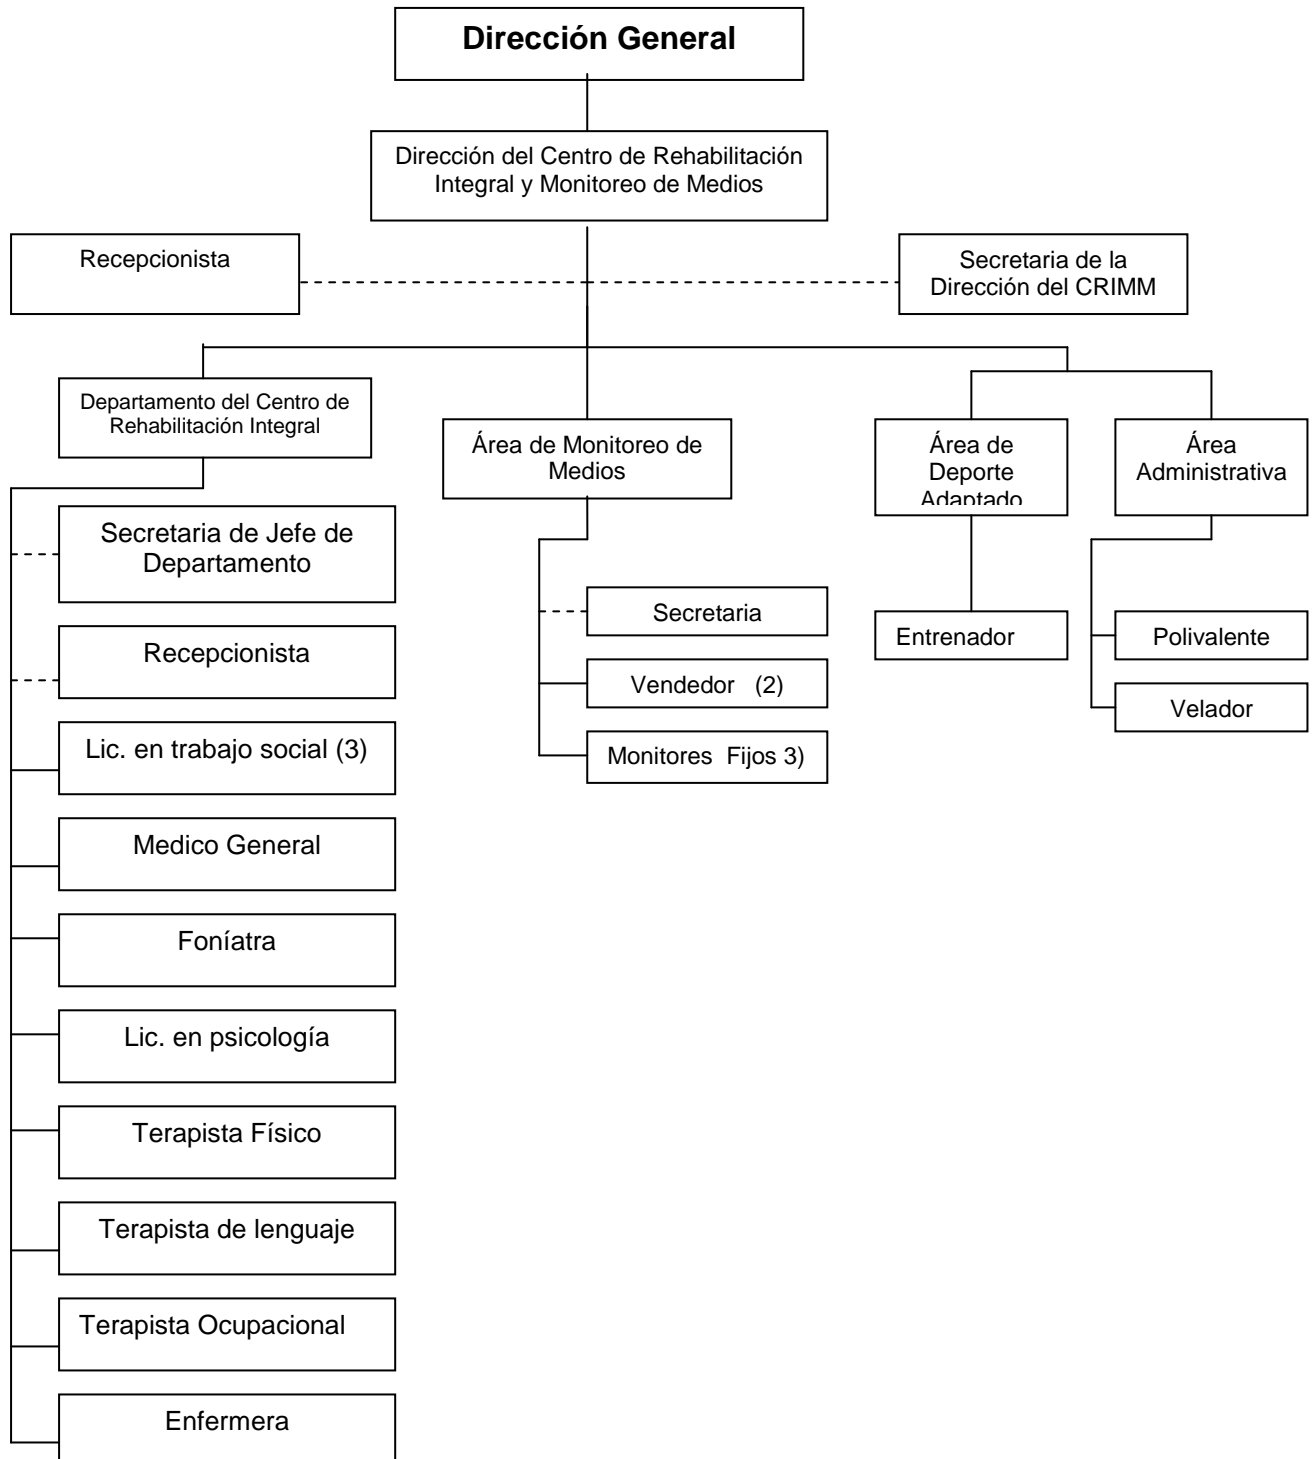 Dirección General
Dirección del Centro de Rehabilitación
Integral y Monitoreo de Medios
Recepcionista
Secretaria de la
Dirección del CRIMM
Departamento del Centro de
Rehabilitación Integral
Área de Monitoreo de
Medios
Área de
Deporte
Adaptado
Área
Administrativa
Secretaria de Jefe de
Departamento
Recepcionista
Lic. en trabajo social (3)
Medico General
Foníatra
Lic. en psicología
Terapista Físico
Terapista de lenguaje
Terapista Ocupacional
Enfermera
Secretaria
Vendedor (2)
Monitores Fijos 3)
Entrenador
Polivalente
Velador